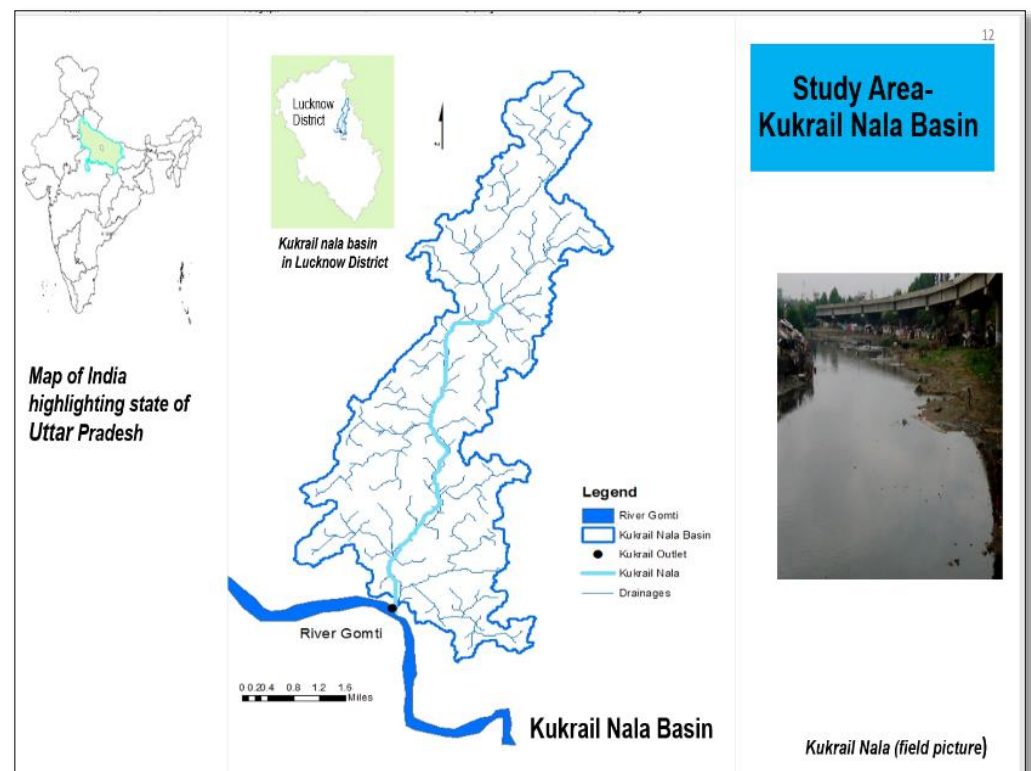 12
Study Area-
Kukrail Nala Basin
Lucknow
District
Kukrail nala basin
in Lucknow District
Map of India
highlighting state of
Uttar Pradesh
Legend
River Gomti
Kukrail Nala Basin
Kukrail Outlet
Kukrail Nala
Drainages
River Gomti
0 0.20.4 0.8 1.2 1.6
Miles
Kukrail Nala Basin
Kukrail Nala (field picture)